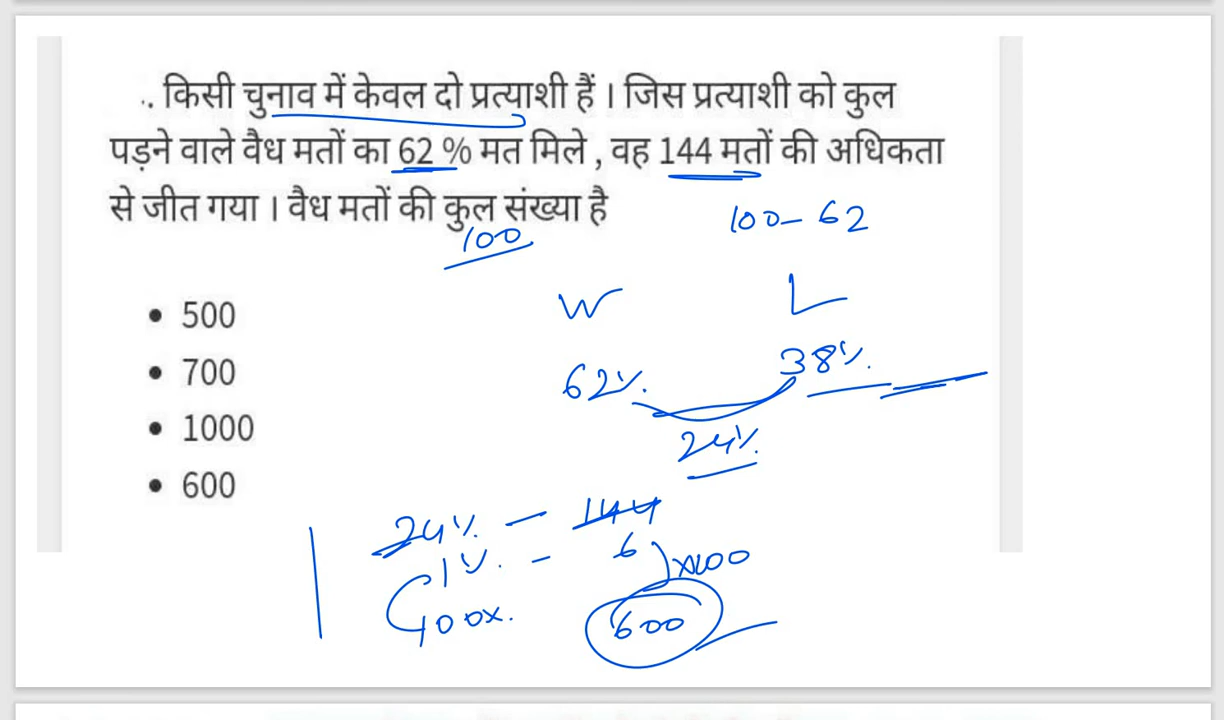 .. किसी चुनाव में केवल दो प्रत्याशी हैं । जिस प्रत्याशी को कुल
पड़ने वाले वैध मतों का 62 % मत मिले , वह 144 मतों की अधिकता
से जीत गया । वैध मतों की कुल संख्या है
100
100-62
• 500
W L
• 700
62% 38%.
• 1000
24%.
• 600
24% - 144
1% - 6 ) x100
100%. 600